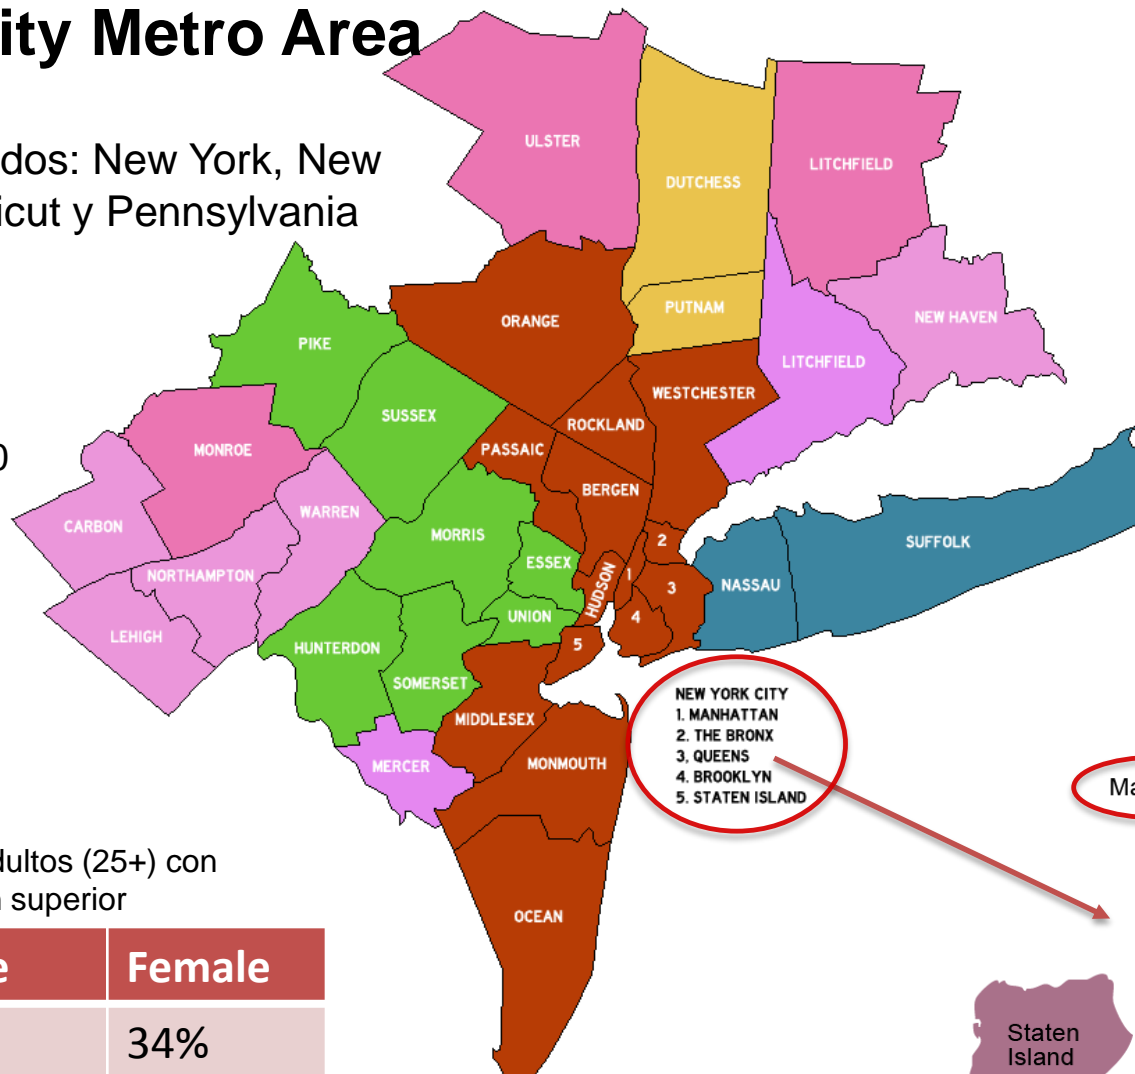 ity Metro Area
dos: New York, New
icut y Pennsylvania
ULSTER
DUTCHESS
LITCHFIELD
PUTNAM
ORANGE
NEW HAVEN
PIKE
LITCHFIELD
WESTCHESTER
SUSSEX
ROCKLAND
PASSAIC
MONROE
0
BERGEN
WARREN
CARBON
MORRIS
2
SUFFOLK
ESSEX
NORTHAMPTON
HUDSON
1
3
NASSAU
UNION
4
LEHIGH
HUNTERDON
5
SOMERSET
MIDDLESEX
MERCER
MONMOUTH
NEW YORK CITY
1. MANHATTAN
2. THE BRONX
3, QUEENS
4. BROOKLYN
5. STATEN ISLAND
Ma
dultos (25+) con
n superior
OCEAN
e
Female
34%
Staten
Island